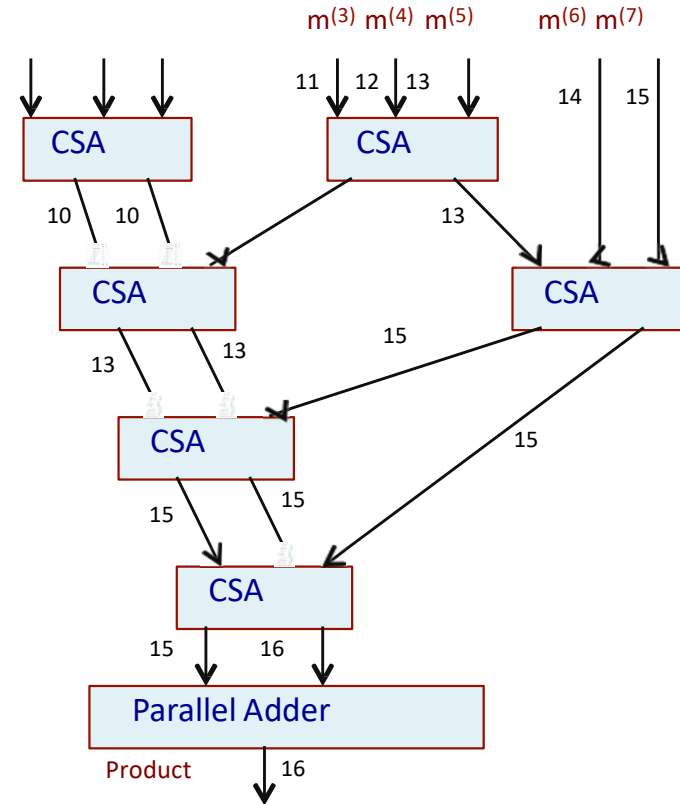 m(3) m(4) m(5) m(6) m(7)
11 12 13 14 15
CSA CSA
10 10 13
CSA CSA
13 13 15
CSA
15 15 15
CSA
15 16
Parallel Adder
Product 16